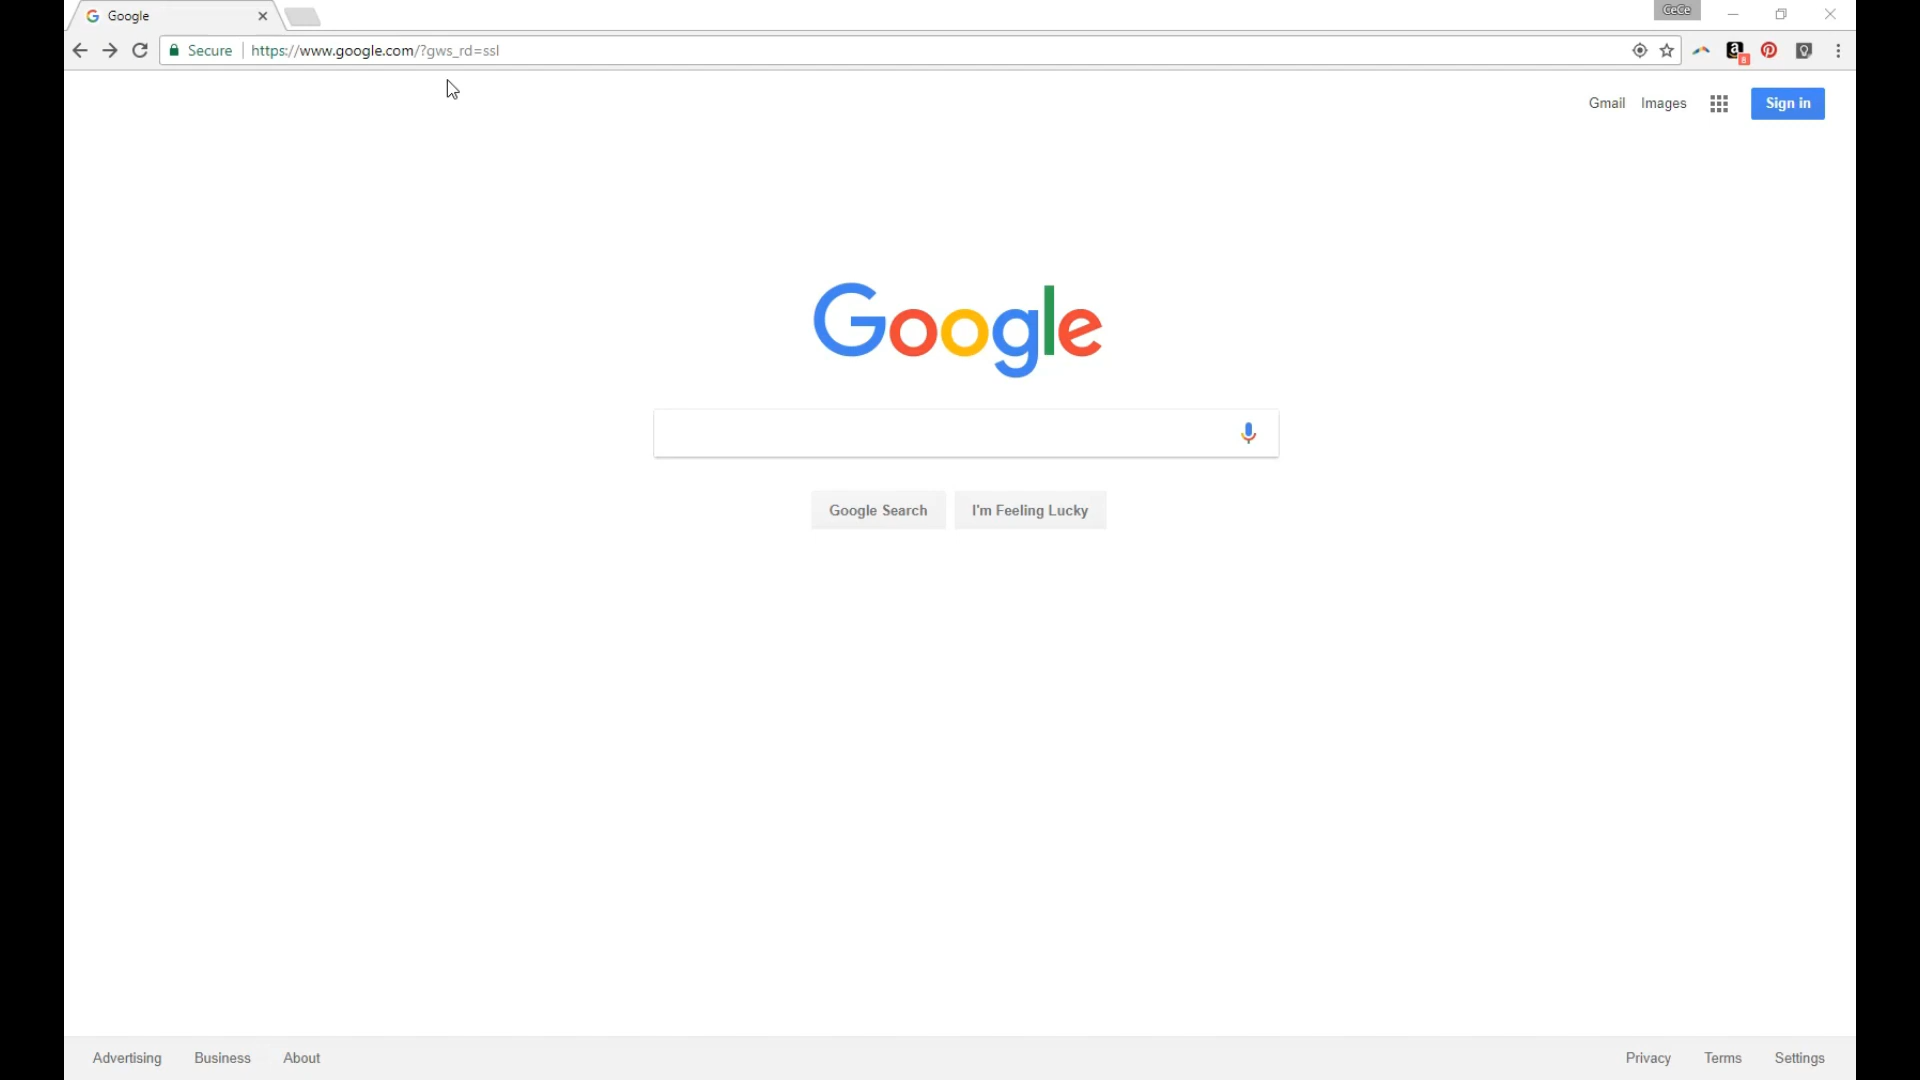 Google
CeCe
Secure https://www.google.com/?gws_rd=ssl
a
8
Gmail Images Sign in
Google
Google Search I'm Feeling Lucky
Advertising Business About Privacy Terms Settings